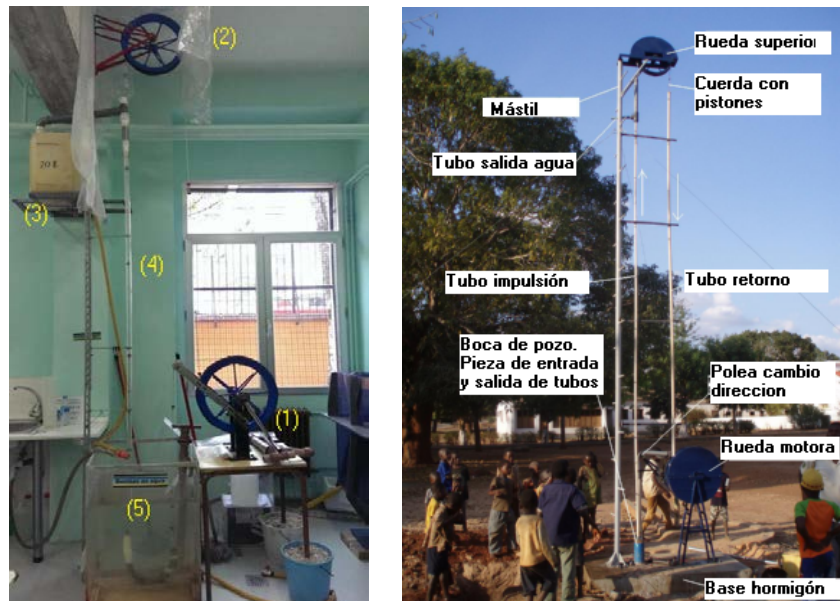 (2)
20 l
(3)
(4)
(1)
(5)
Rueda superior
Cuerda con
pistones
Mástil
Tubo salida agua
Tubo impulsión
Tubo retorno
Boca de pozo.
Pieza de entrada
y salida de tubos
Polea cambio
direccion
Rueda motora
Base hormigón